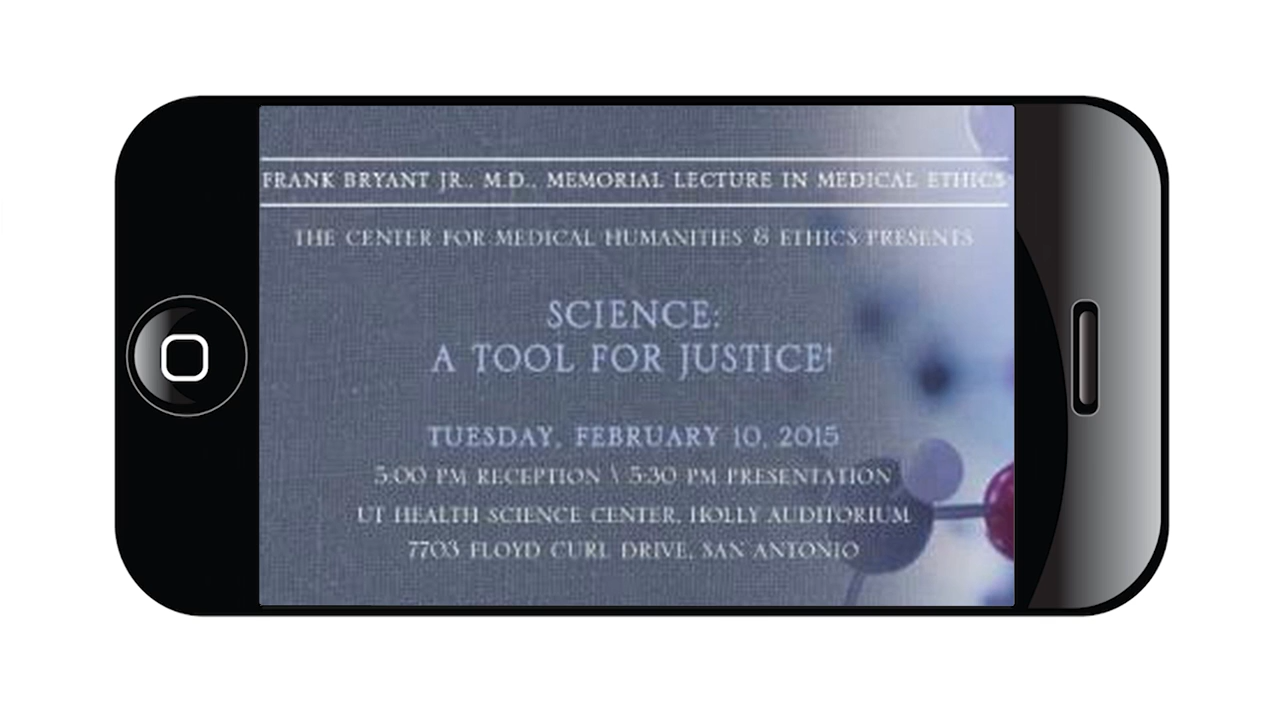 FRANK BRYANT JR., M.D., MEMORIAL LECTURE IN MEDICAL ETHICS
THE CENTER FOR MEDICAL HUMANITIES & ETHICS PRESENTS
SCIENCE:
A TOOL FOR JUSTICE†
TUESDAY, FEBRUARY 10, 2015
5:00 PM RECEPTION \ 5:30 PM PRESENTATION
UT HEALTH SCIENCE CENTER, HOLLY AUDITORIUM
7703 FLOYD CURL DRIVE, SAN ANTONIO